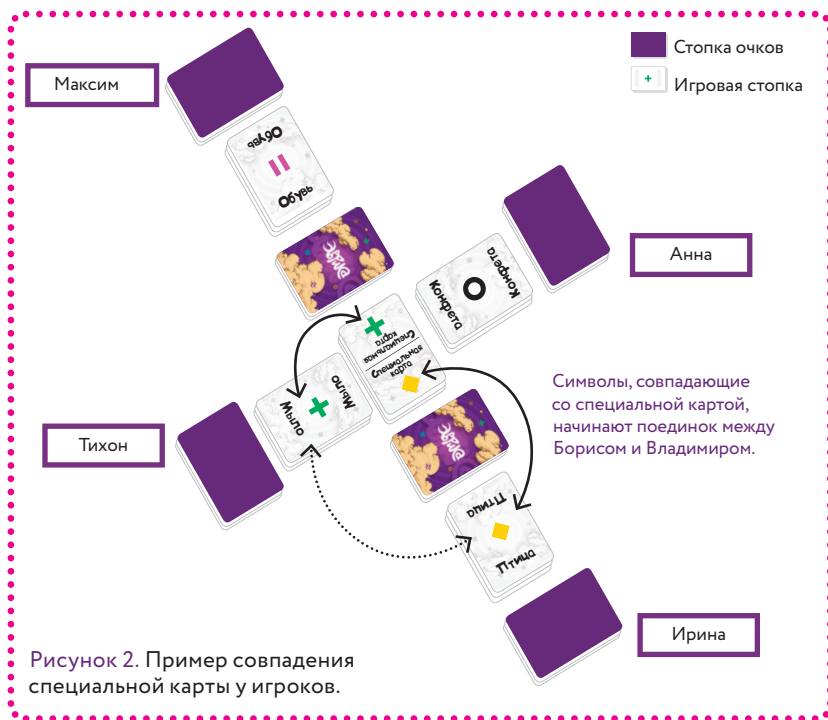 Максим
Стопка очков
Игровая стопка
Обувь
Обувь
Анна
Конфета
Конфета
Специальная
карта
Специальная
карта
Мыло
Мыло
Тихон
Символы, совпадающие
со специальной картой,
начинают поединок между
Борисом и Владимиром.
Птица
Птица
Ирина
Рисунок 2. Пример совпадения
специальной карты у игроков.